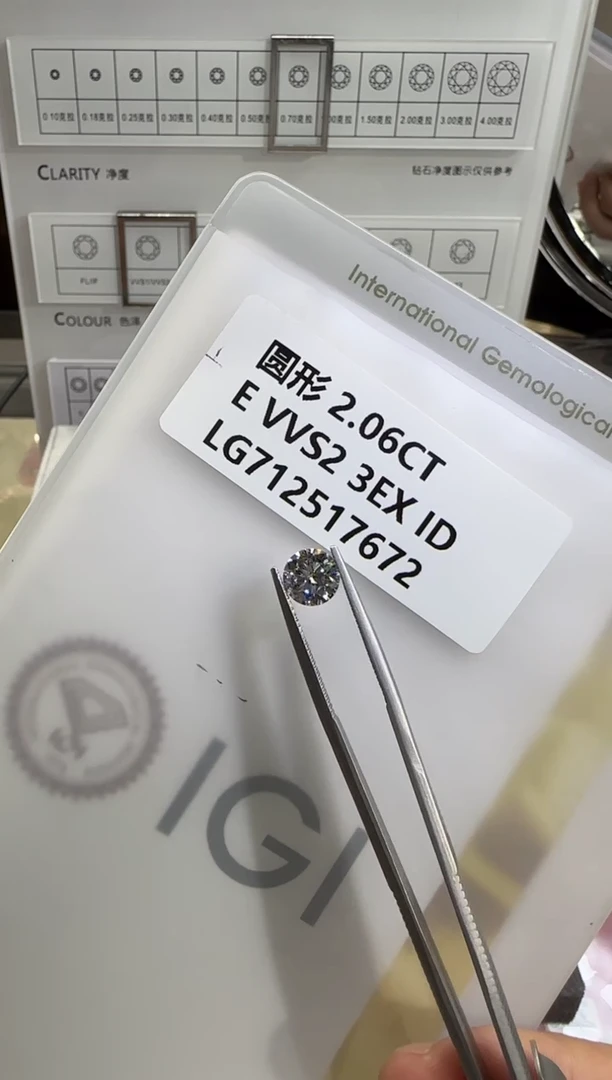 0.10克拉 0.18克拉 0.25克拉 0.30克拉 0.40克拉 0.50克 0.70克拉 00克拉 1.50克拉 2.00克拉 3.00克拉 4.00克拉
CLARITY 净度
钻石净度图示仅供参考
FL/IF
COLOUR 色泽
International Gemological
圆形 2.06CT
E VVS2 3EX ID
LG712517672
IGI